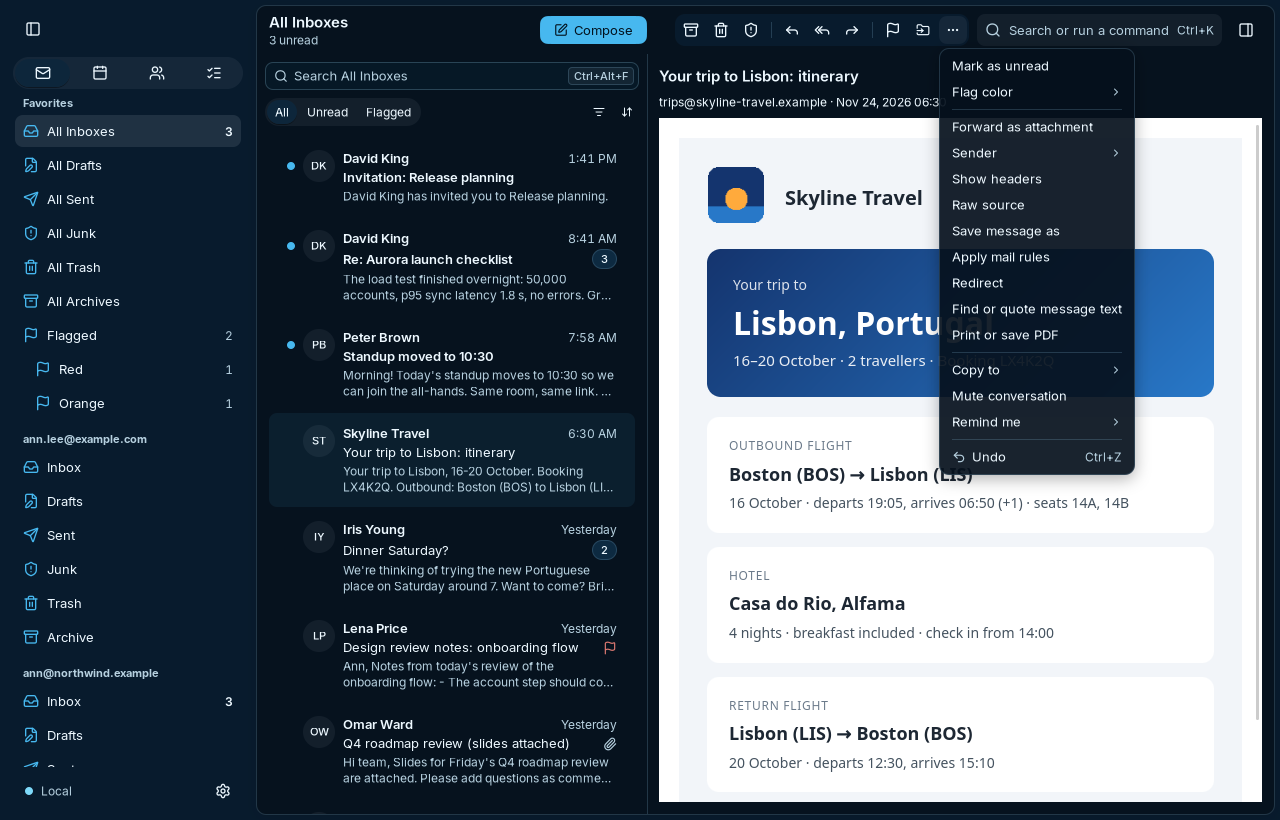 All Inboxes
3 unread
Compose
Search or run a command
Ctrl+K
Favorites
All Inboxes
3
All Drafts
All Sent
All Junk
All Trash
All Archives
Flagged
2
Red
1
Orange
1
ann.lee@example.com
Inbox
Drafts
Sent
Junk
Trash
Archive
ann@northwind.example
Inbox
3
Drafts
Local
Search All Inboxes
Ctrl+Alt+F
All
Unread
Flagged
DK
David King
1:41 PM
Invitation: Release planning
David King has invited you to Release planning.
DK
David King
8:41 AM
Re: Aurora launch checklist
3
The load test finished overnight: 50,000
accounts, p95 sync latency 1.8 s, no errors. Gr…
PB
Peter Brown
7:58 AM
Standup moved to 10:30
Morning! Today's standup moves to 10:30 so we
can join the all-hands. Same room, same link. …
ST
Skyline Travel
6:30 AM
Your trip to Lisbon: itinerary
Your trip to Lisbon, 16-20 October. Booking
LX4K2Q. Outbound: Boston (BOS) to Lisbon (LI…
IY
Iris Young
Yesterday
Dinner Saturday?
2
We're thinking of trying the new Portuguese
place on Saturday around 7. Want to come? Bri…
LP
Lena Price
Yesterday
Design review notes: onboarding flow
Ann, Notes from today's review of the
onboarding flow: - The account step should co…
OW
Omar Ward
Yesterday
Q4 roadmap review (slides attached)
Hi team, Slides for Friday's Q4 roadmap review
are attached. Please add questions as comme…
Your trip to Lisbon: itinerary
trips@skyline-travel.example · Nov 24, 2026 06:30
Skyline Travel
Your trip to
Lisbon, Portugal
16–20 October · 2 travellers · Booking LX4K2Q
OUTBOUND FLIGHT
Boston (BOS) → Lisbon (LIS)
16 October · departs 19:05, arrives 06:50 (+1) · seats 14A, 14B
HOTEL
Casa do Rio, Alfama
4 nights · breakfast included · check in from 14:00
RETURN FLIGHT
Lisbon (LIS) → Boston (BOS)
20 October · departs 12:30, arrives 15:10
Mark as unread
Flag color
Forward as attachment
Sender
Show headers
Raw source
Save message as
Apply mail rules
Redirect
Find or quote message text
Print or save PDF
Copy to
Mute conversation
Remind me
Undo
Ctrl+Z